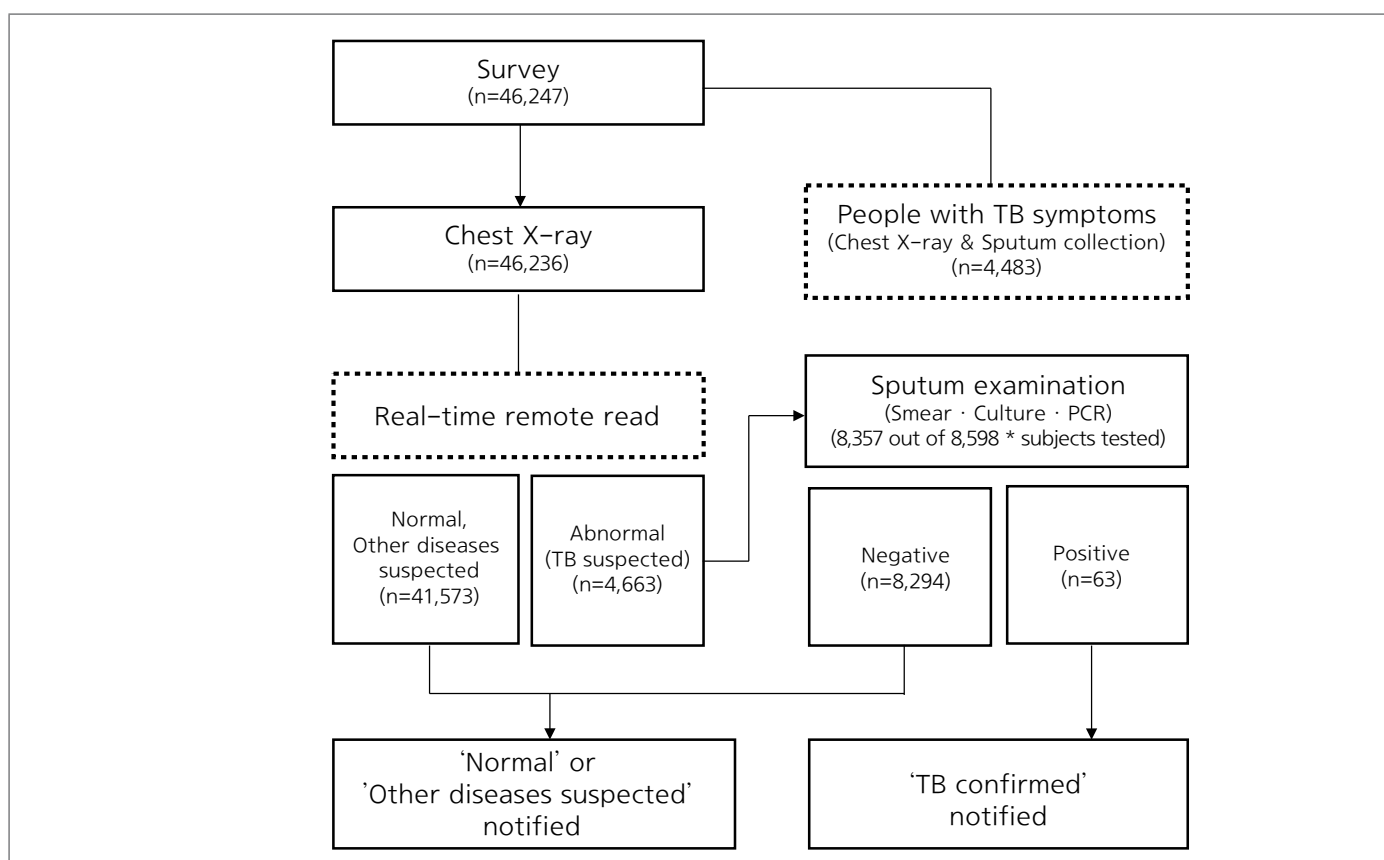 Survey
(n=46,247)
Chest X-ray
(n=46,236)
People with TB symptoms
(Chest X-ray & Sputum collection)
(n=4,483)
Real-time remote read
Sputum examination
(Smear · Culture · PCR)
(8,357 out of 8,598 * subjects tested)
Normal,
Other diseases
suspected
(n=41,573)
Abnormal
(TB suspected)
(n=4,663)
Negative
(n=8,294)
Positive
(n=63)
‘Normal’ or
’Other diseases suspected’
notified
‘TB confirmed’
notified